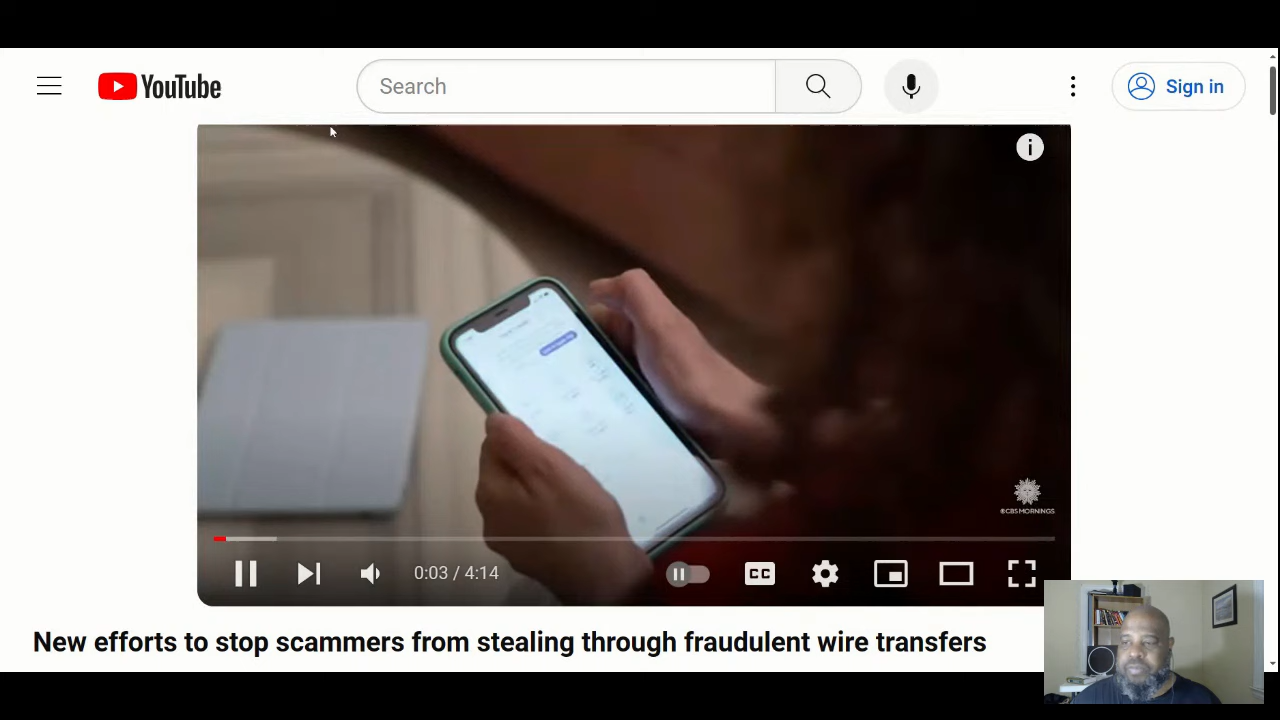 YouTube
Search
Sign in
i
©CBS MORNINGS
0:03 / 4:14
CC
New efforts to stop scammers from stealing through fraudulent wire transfers